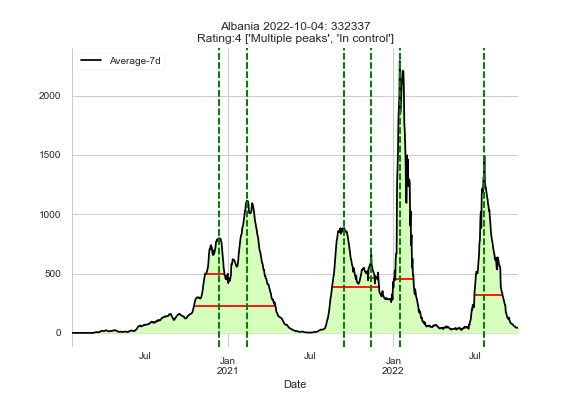 Albania 2022-10-04: 332337
Rating:4 ['Multiple peaks', 'In control']
Average-7d
2000
1500
1000
500
0
Jul
Jan
2021
Jul
Jan
2022
Jul
Date